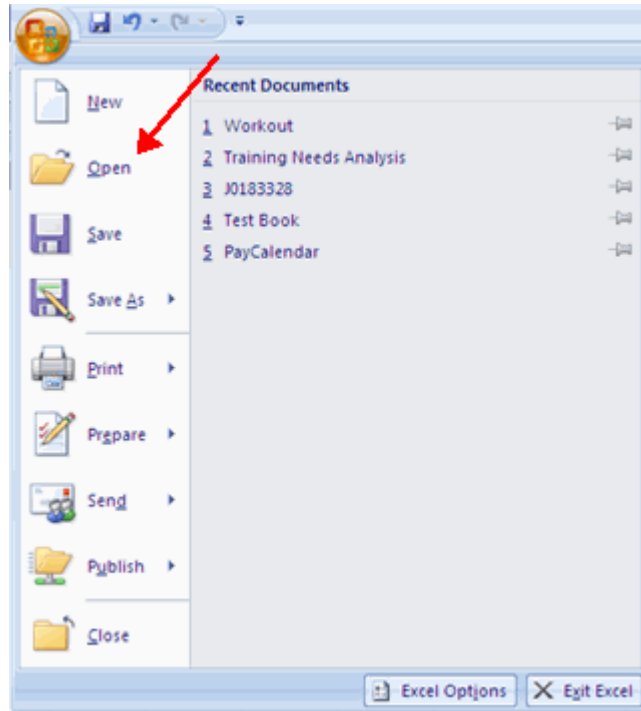 New
Open
Save
Save As
Print
Prepare
Send
Publish
Close
Recent Documents
1 Workout
2 Training Needs Analysis
3 J0183328
4 Test Book
5 PayCalendar
Excel Options
Exit Excel